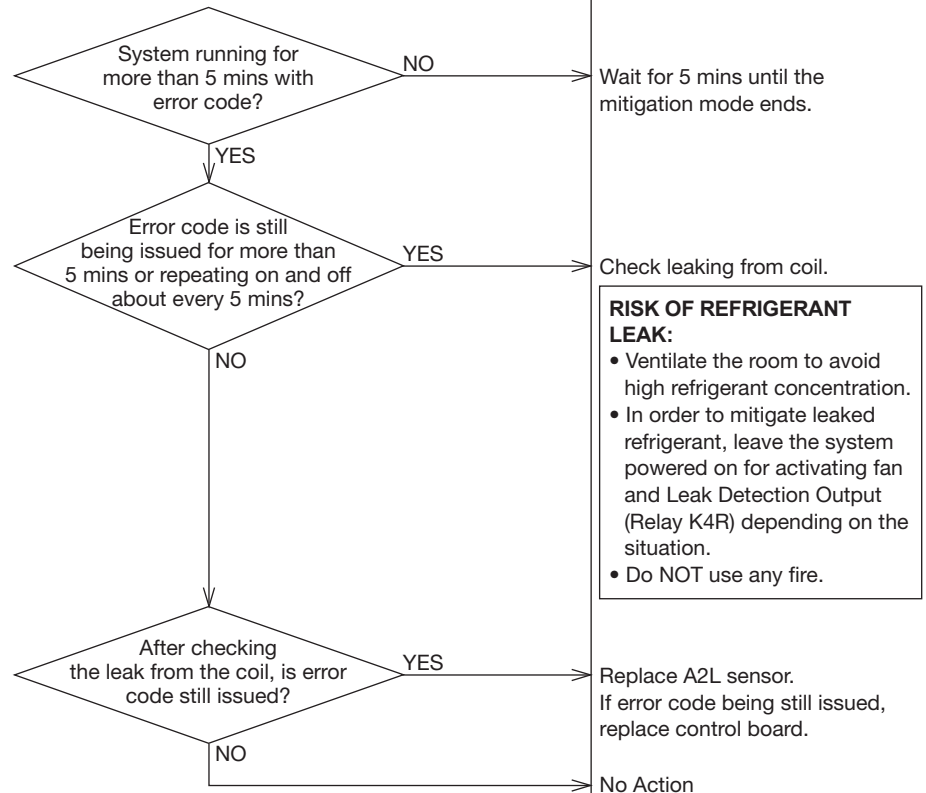 System running for
more than 5 mins with
error code?
NO
Wait for 5 mins until the
mitigation mode ends.
YES
Error code is still
being issued for more than
5 mins or repeating on and off
about every 5 mins?
YES
Check leaking from coil.
RISK OF REFRIGERANT
LEAK:
• Ventilate the room to avoid
high refrigerant concentration.
• In order to mitigate leaked
refrigerant, leave the system
powered on for activating fan
and Leak Detection Output
(Relay K4R) depending on the
situation.
• Do NOT use any fire.
NO
After checking
the leak from the coil, is error
code still issued?
YES
Replace A2L sensor.
If error code being still issued,
replace control board.
NO
No Action